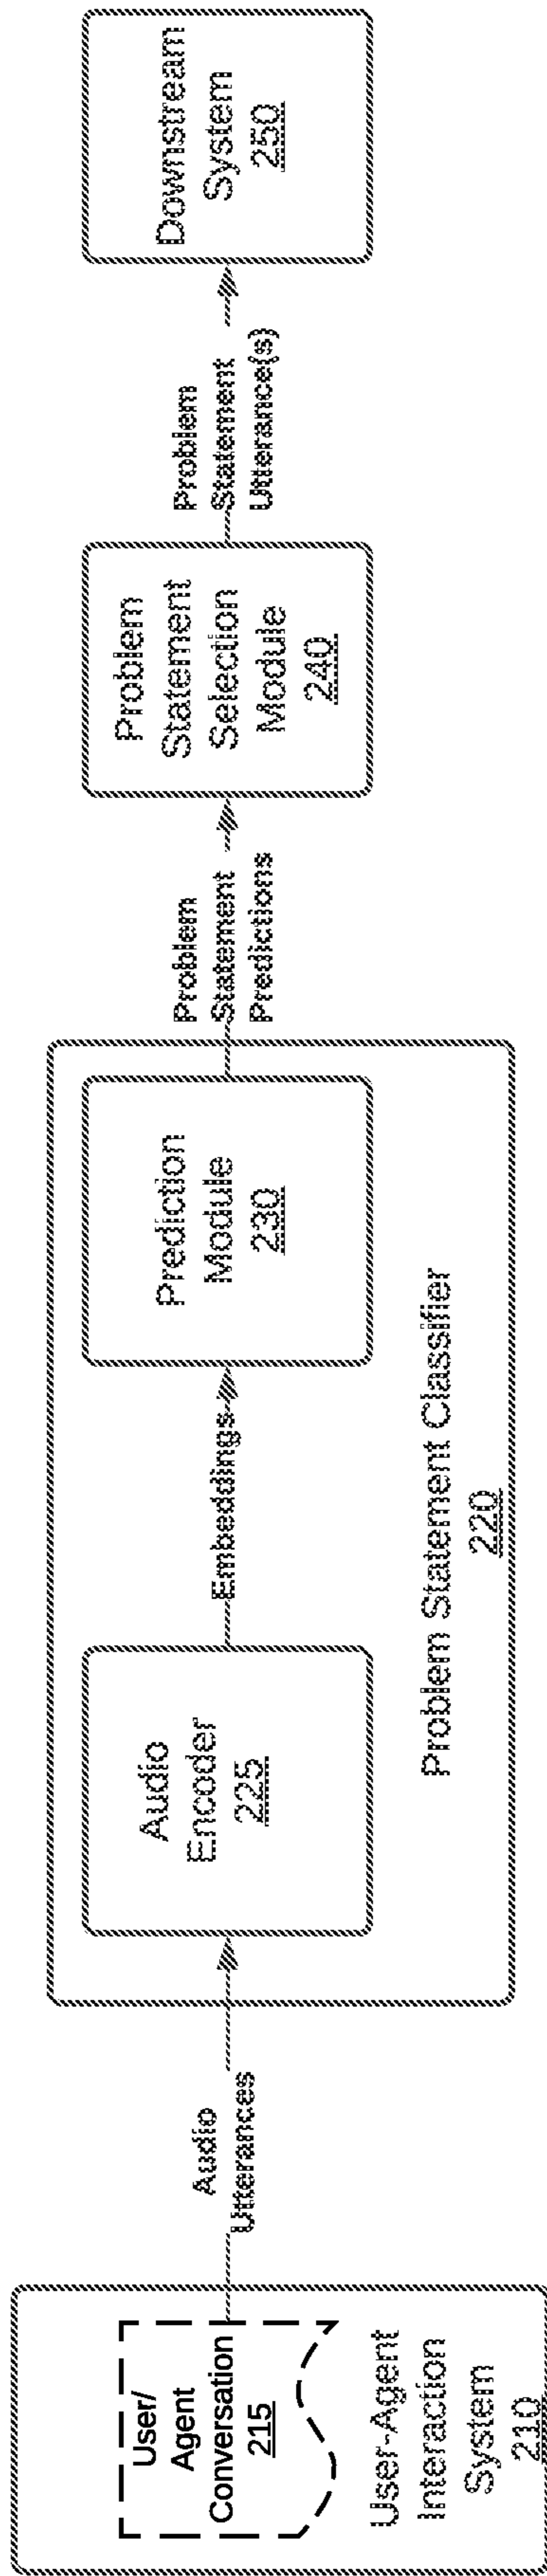 User/
Agent
Conversation
215
User-Agent
Interaction
System
210
Audio
Utterances
Audio
Encoder
225
Embeddings
Prediction
Module
230
Problem Statement Classifier
220
Problem
Statement
Predictions
Problem
Statement
Selection
Module
240
Problem
Statement
Utterance(s)
Downstream
System
250